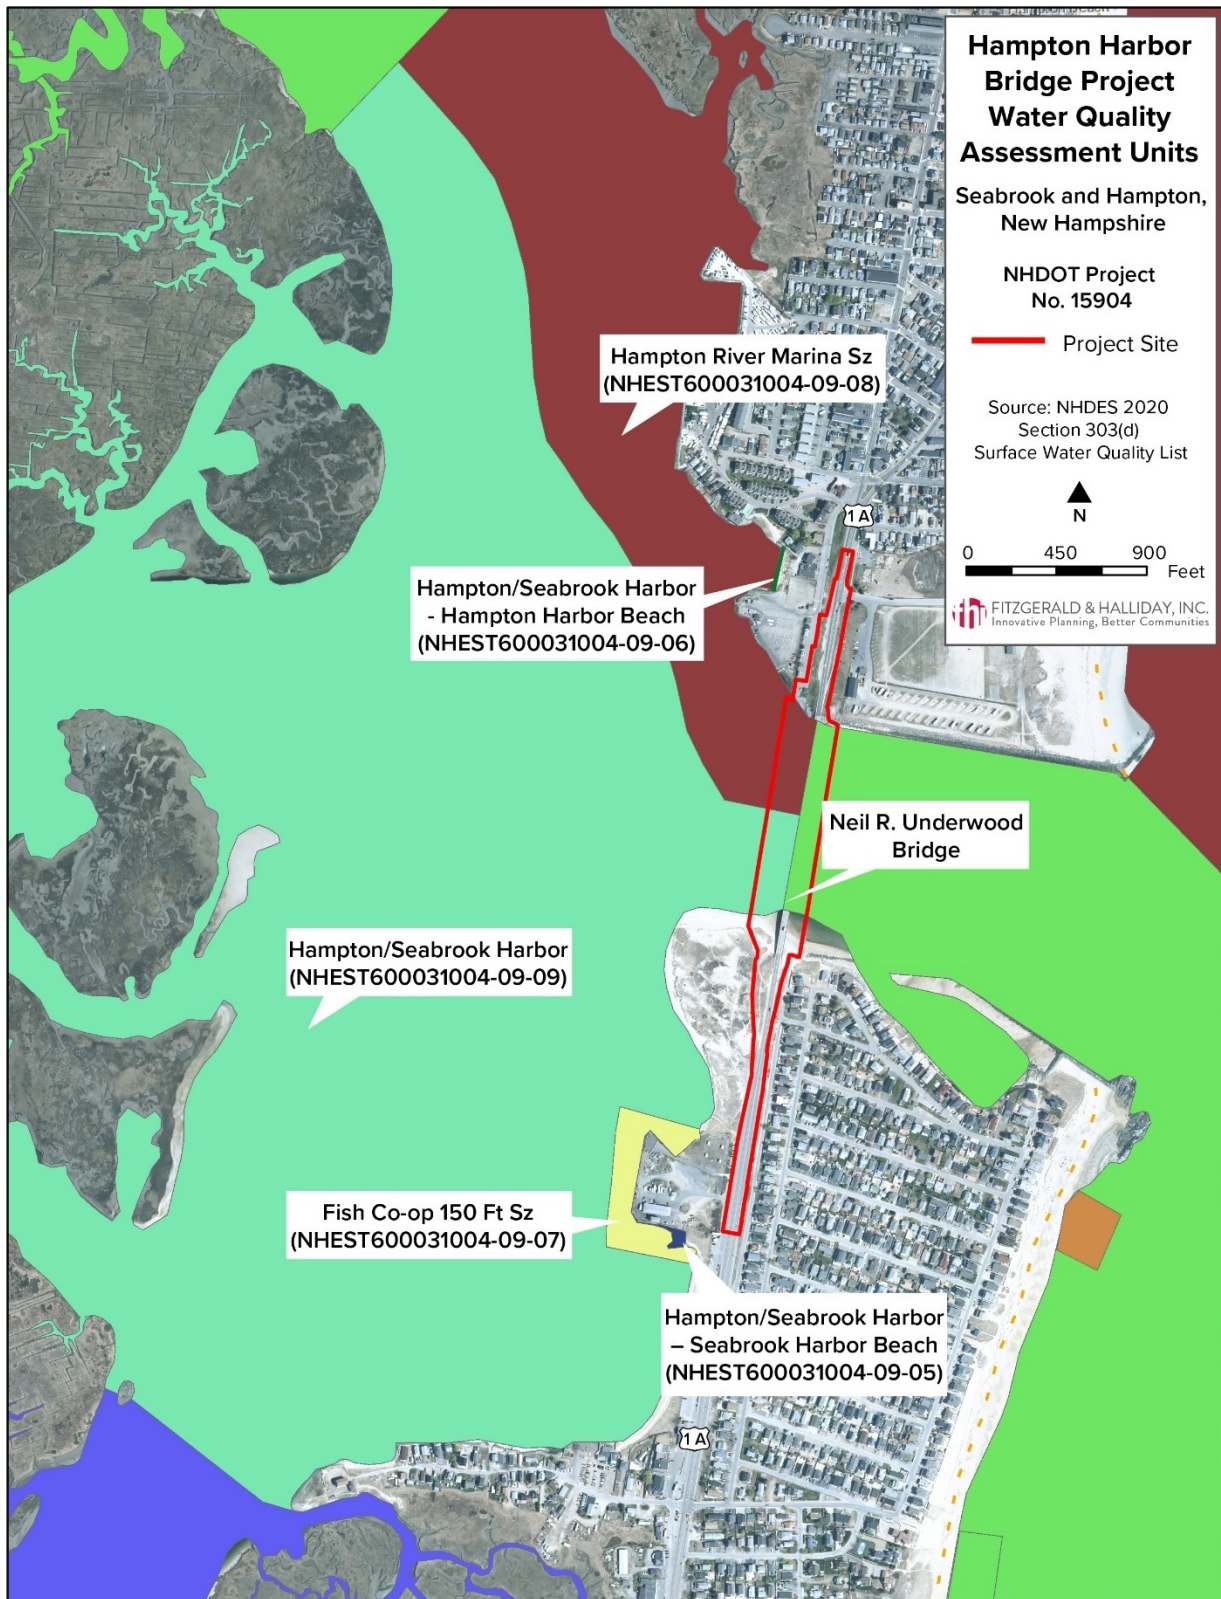 Hampton Harbor
Bridge Project
Water Quality
Assessment Units
Seabrook and Hampton,
New Hampshire
NHDOT Project
No. 15904
Project Site
Source: NHDES 2020
Section 303(d)
Surface Water Quality List
N
0 450 900
Feet
fhi FITZGERALD & HALLIDAY, INC.
Innovative Planning, Better Communities
Hampton River Marina Sz
(NHEST600031004-09-08)
1A
Hampton/Seabrook Harbor
- Hampton Harbor Beach
(NHEST600031004-09-06)
Neil R. Underwood
Bridge
Hampton/Seabrook Harbor
(NHEST600031004-09-09)
Fish Co-op 150 Ft Sz
(NHEST600031004-09-07)
Hampton/Seabrook Harbor
– Seabrook Harbor Beach
(NHEST600031004-09-05)
1A